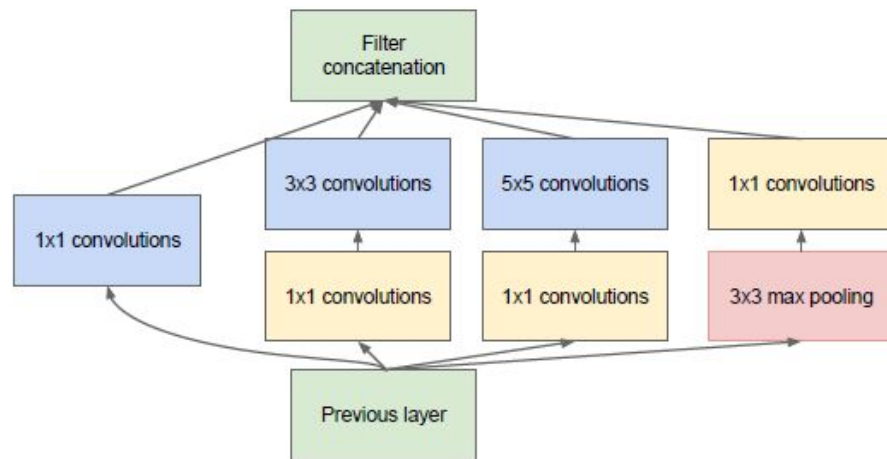 Filter
concatenation
3x3 convolutions
5x5 convolutions
1x1 convolutions
1x1 convolutions
1x1 convolutions
1x1 convolutions
3x3 max pooling
Previous layer